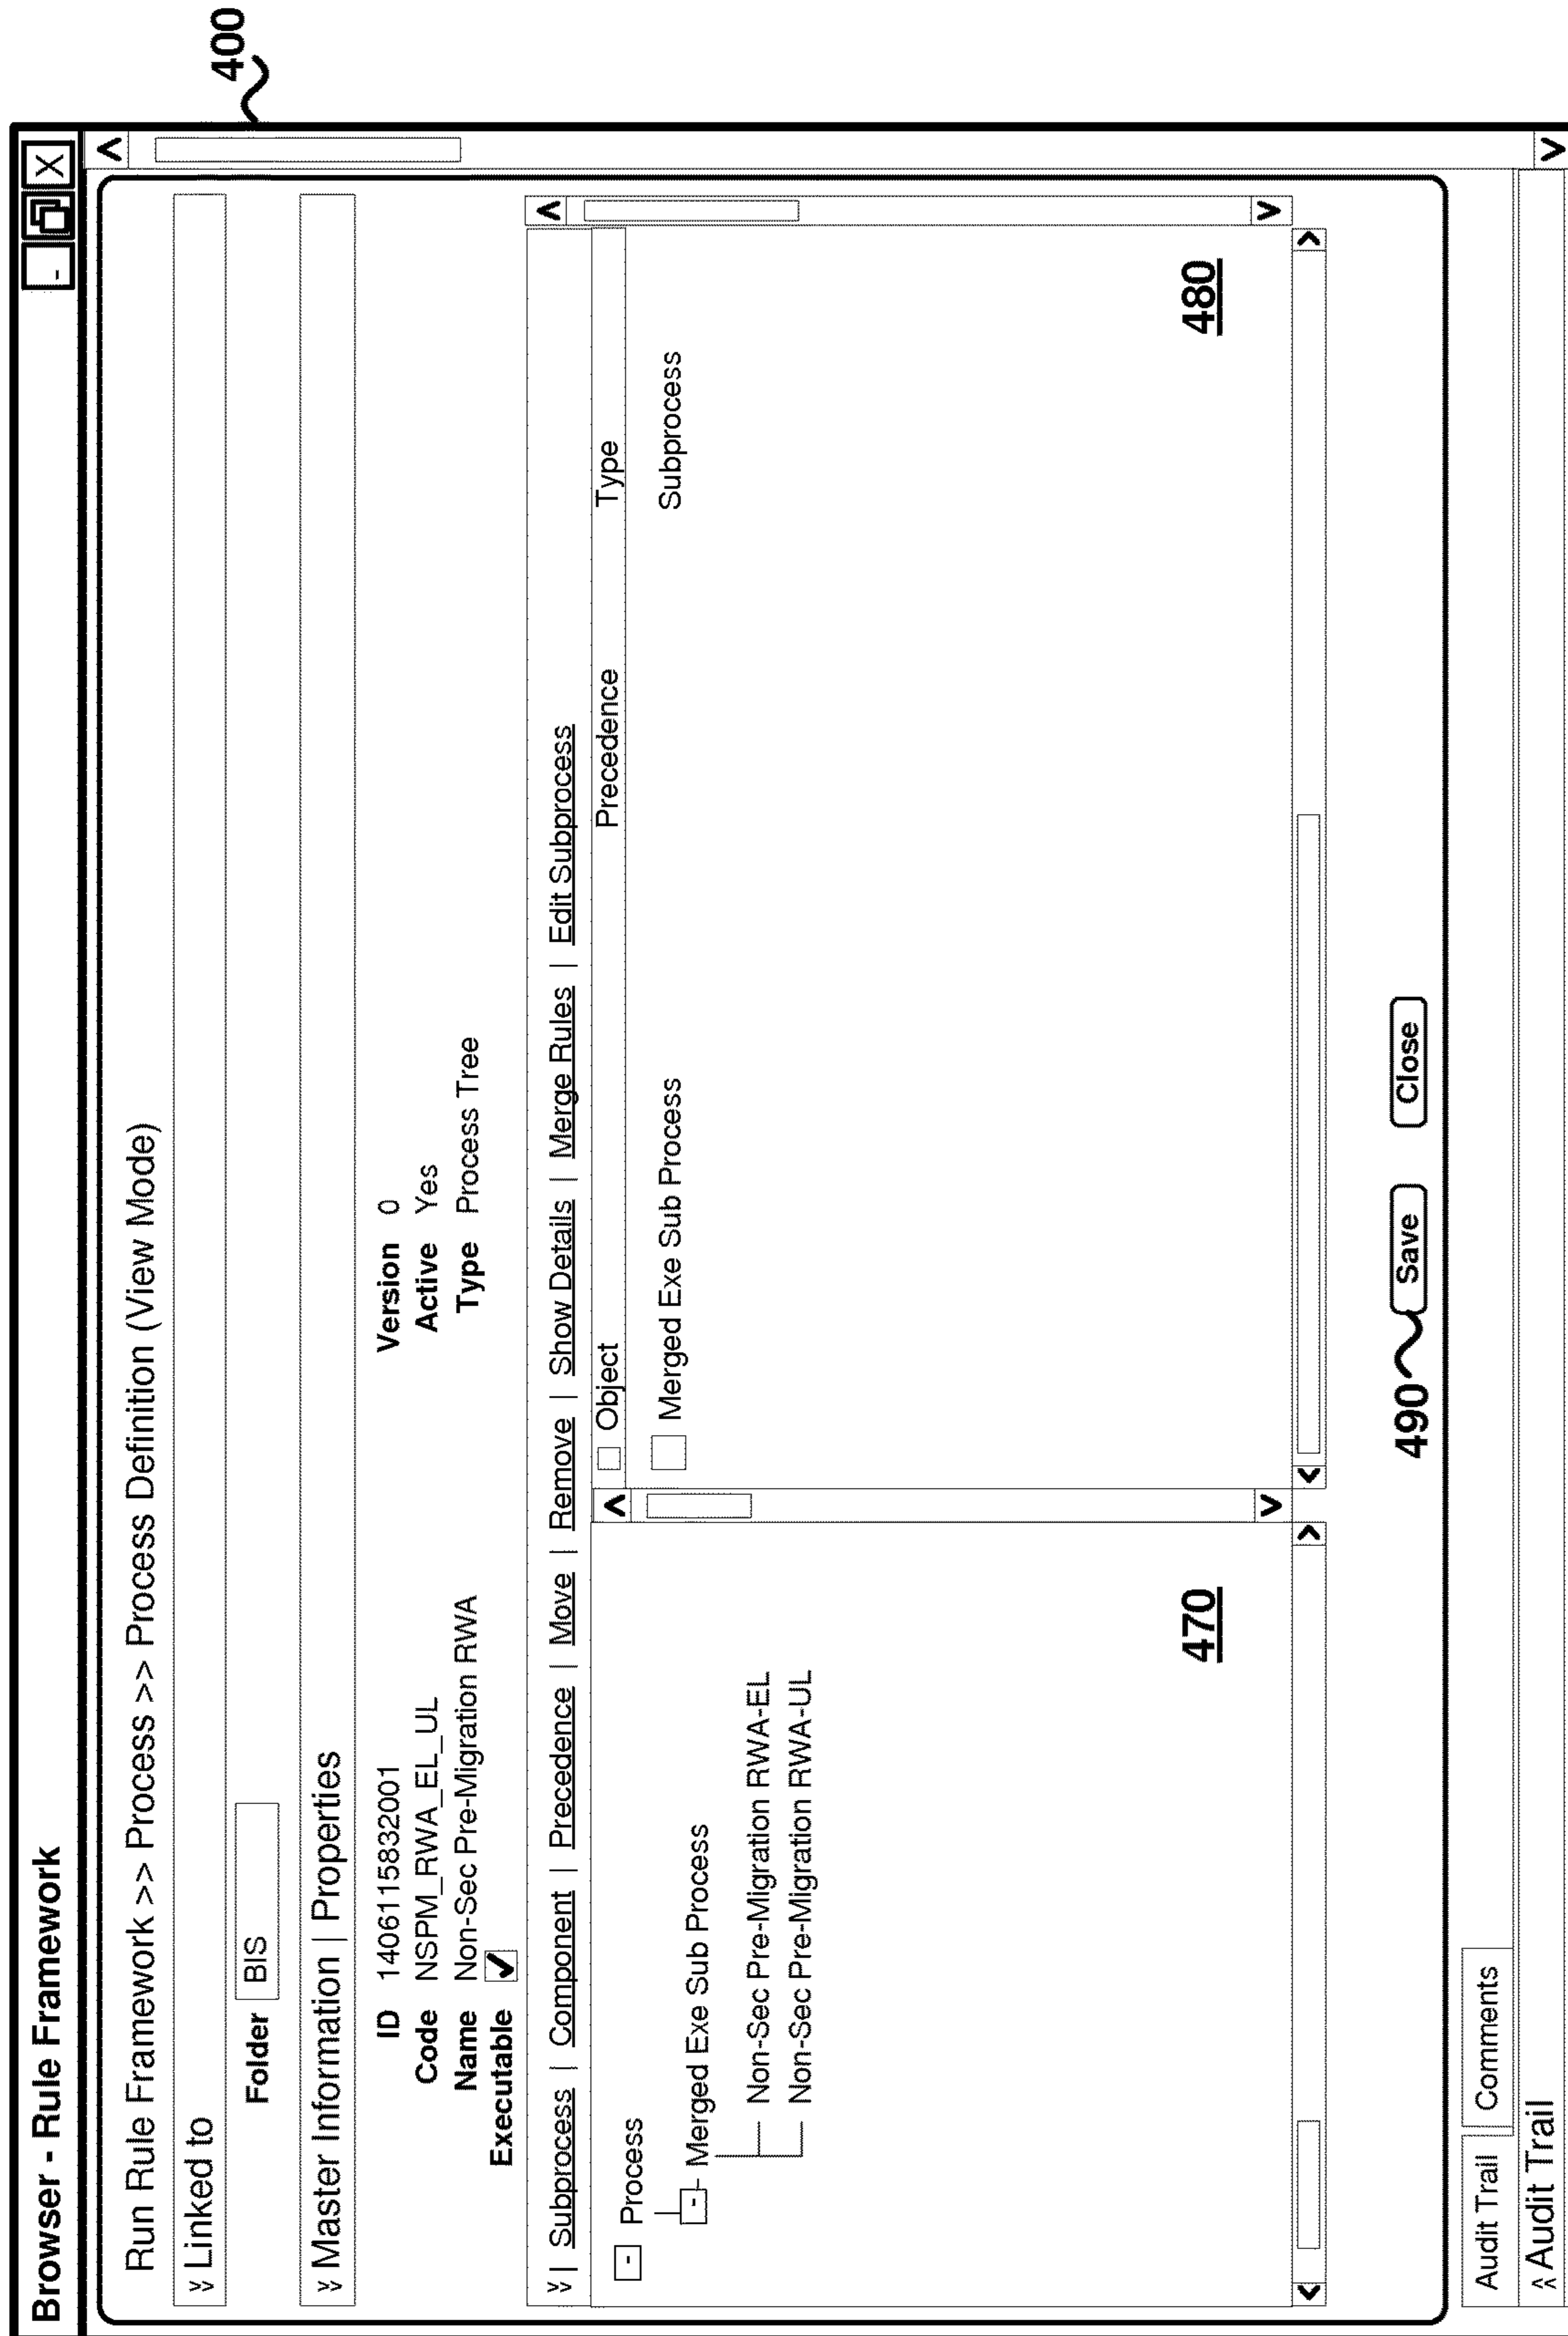 Browser - Rule Framework
- X
400
Run Rule Framework >> Process >> Process Definition (View Mode)
Linked to
Folder BIS
Master Information | Properties
ID 1406115832001 Version 0
Code NSPM_RWA_EL_UL Active Yes
Name Non-Sec Pre-Migration RWA Type Process Tree
Executable
| Subprocess | Component | Precedence | Move | Remove | Show Details | Merge Rules | Edit Subprocess
Object Precedence Type
- Process
- Merged Exe Sub Process
Non-Sec Pre-Migration RWA-EL
Non-Sec Pre-Migration RWA-UL
470
Merged Exe Sub Process Subprocess
480
490 Save Close
Audit Trail Comments
Audit Trail